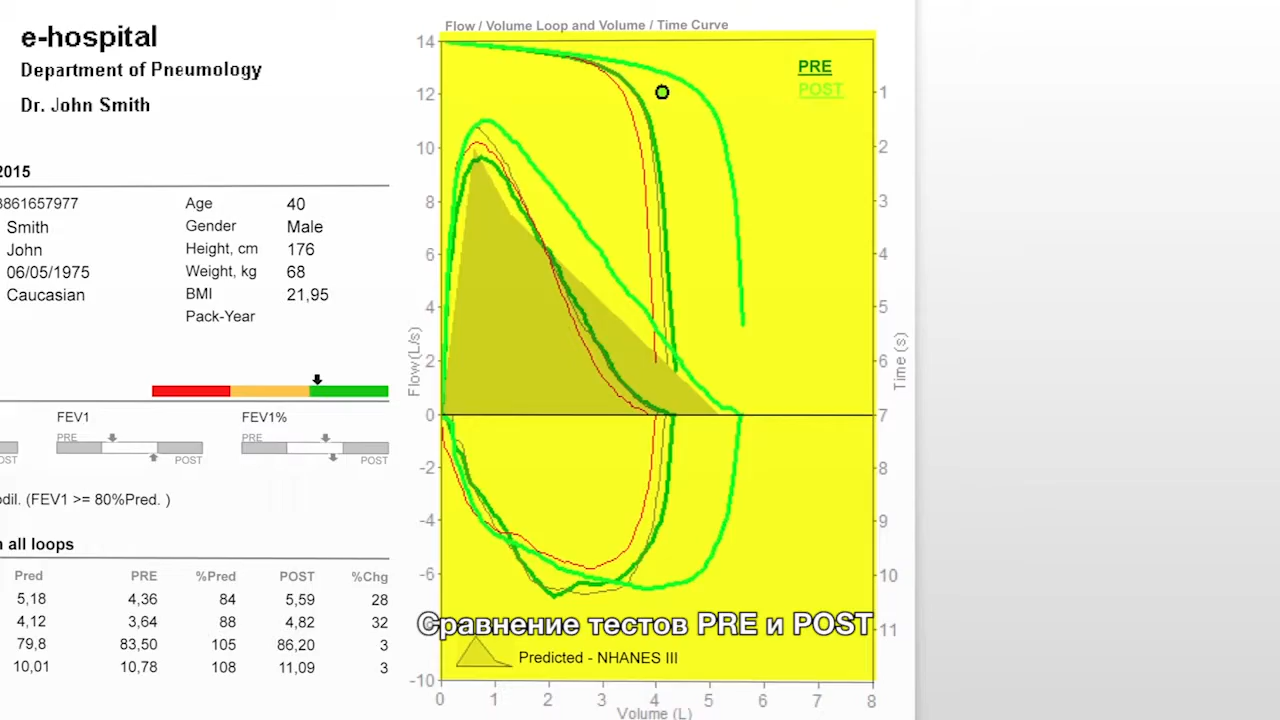 e-hospital
Department of Pneumology
Dr. John Smith
2015
3861657977
Smith
John
06/05/1975
Caucasian
Age 40
Gender Male
Height, cm 176
Weight, kg 68
BMI 21,95
Pack-Year
FEV1
PRE
POST
FEV1%
PRE
POST
OST
odil. (FEV1 >= 80%Pred. )
n all loops
Pred PRE %Pred POST %Chg
5,18 4,36 84 5,59 28
4,12 3,64 88 4,82 32
79,8 83,50 105 86,20 3
10,01 10,78 108 11,09 3
Flow / Volume Loop and Volume / Time Curve
PRE
POST
14
12
10
8
6
4
2
0
-2
-4
-6
-10
Flow (L/s)
1
2
3
4
5
6
7
8
9
10
11
Time (s)
Сравнение тестов PRE и POST
Predicted - NHANES III
0 1 2 3 4 5 6 7 8
Volume (L)